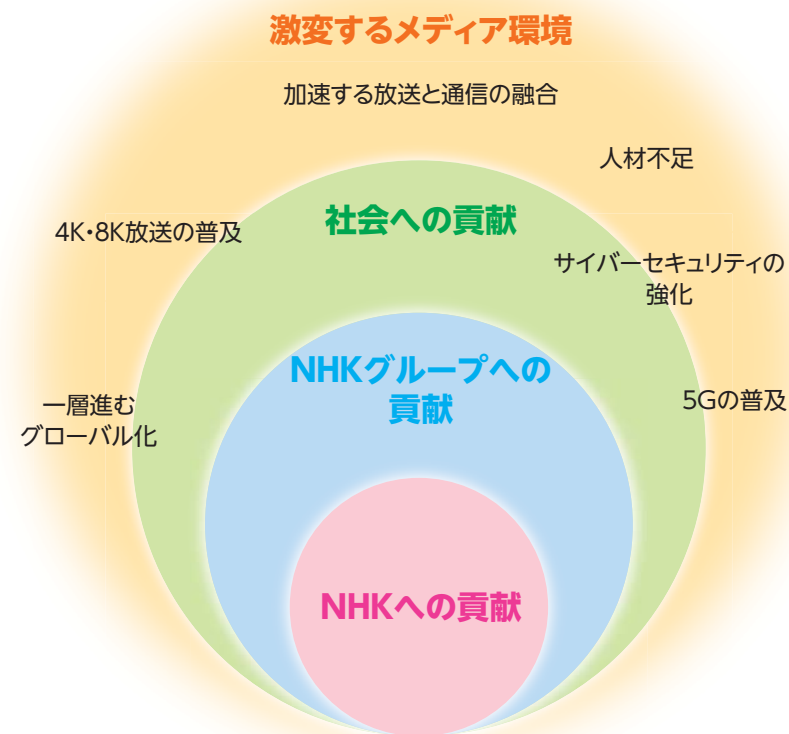 激変するメディア環境
加速する放送と通信の融合
人材不足
社会への貢献
4K・8K放送の普及
サイバーセキュリティの
強化
NHKグループへの
貢献
5Gの普及
一層進む
グローバル化
NHKへの貢献